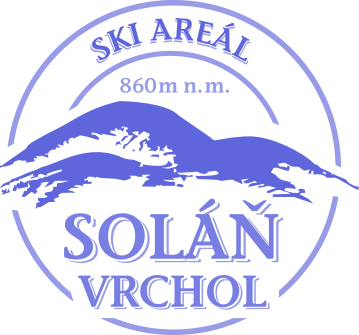 SKI AREÁL
860m n.m.
SOLÁŇ
VRCHOL